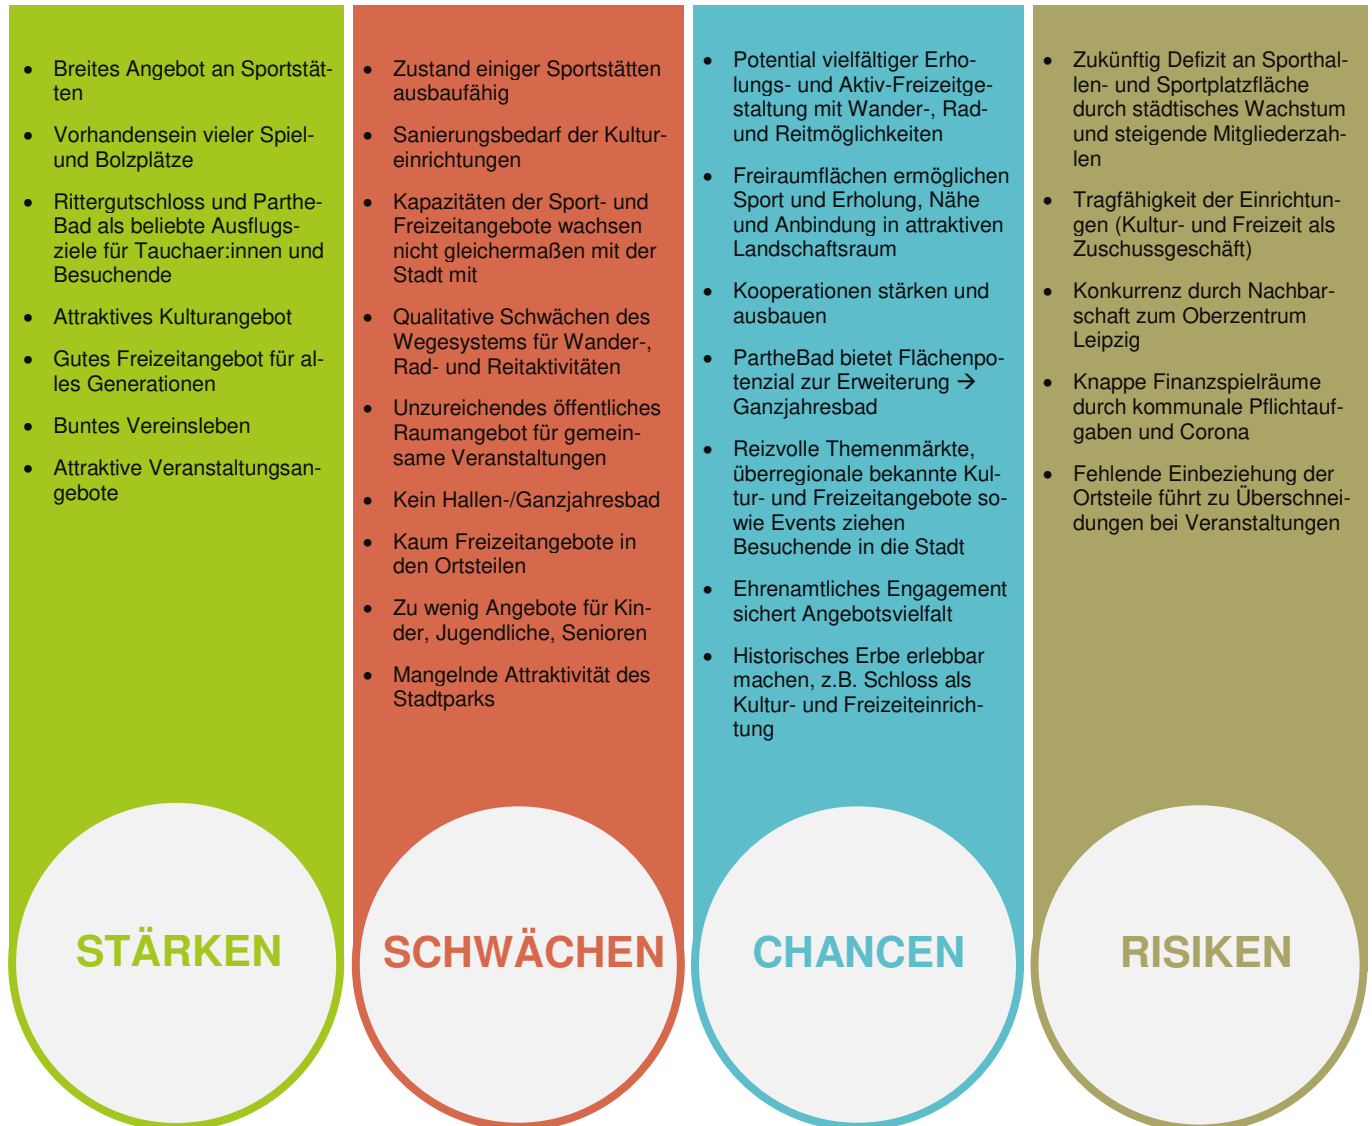 • Breites Angebot an Sportstät-
ten
• Vorhandensein vieler Spiel-
und Bolzplätze
• Rittergutschloss und Parthe-
Bad als beliebte Ausflugs-
ziele für Tauchaer:innen und
Besuchende
• Attraktives Kulturangebot
• Gutes Freizeitangebot für al-
les Generationen
• Buntes Vereinsleben
• Attraktive Veranstaltungsan-
gebote
STÄRKEN
• Zustand einiger Sportstätten
ausbaufähig
• Sanierungsbedarf der Kultur-
einrichtungen
• Kapazitäten der Sport- und
Freizeitangebote wachsen
nicht gleichermaßen mit der
Stadt mit
• Qualitative Schwächen des
Wegesystems für Wander-,
Rad- und Reitaktivitäten
• Unzureichendes öffentliches
Raumangebot für gemein-
same Veranstaltungen
• Kein Hallen-/Ganzjahresbad
• Kaum Freizeitangebote in
den Ortsteilen
• Zu wenig Angebote für Kin-
der, Jugendliche, Senioren
• Mangelnde Attraktivität des
Stadtparks
SCHWÄCHEN
• Potential vielfältiger Erho-
lungs- und Aktiv-Freizeitge-
staltung mit Wander-, Rad-
und Reitmöglichkeiten
• Freiraumflächen ermöglichen
Sport und Erholung, Nähe
und Anbindung in attraktiven
Landschaftsraum
• Kooperationen stärken und
ausbauen
• PartheBad bietet Flächenpo-
tenzial zur Erweiterung →
Ganzjahresbad
• Reizvolle Themenmärkte,
überregionale bekannte Kul-
tur- und Freizeitangebote so-
wie Events ziehen
Besuchende in die Stadt
• Ehrenamtliches Engagement
sichert Angebotsvielfalt
• Historisches Erbe erlebbar
machen, z.B. Schloss als
Kultur- und Freizeiteinrich-
tung
CHANCEN
• Zukünftig Defizit an Sporthal-
len- und Sportplatzfläche
durch städtisches Wachstum
und steigende Mitgliederzah-
len
• Tragfähigkeit der Einrichtun-
gen (Kultur- und Freizeit als
Zuschussgeschäft)
• Konkurrenz durch Nachbar-
schaft zum Oberzentrum
Leipzig
• Knappe Finanzspielräume
durch kommunale Pflichtauf-
gaben und Corona
• Fehlende Einbeziehung der
Ortsteile führt zu Überschnei-
dungen bei Veranstaltungen
RISIKEN